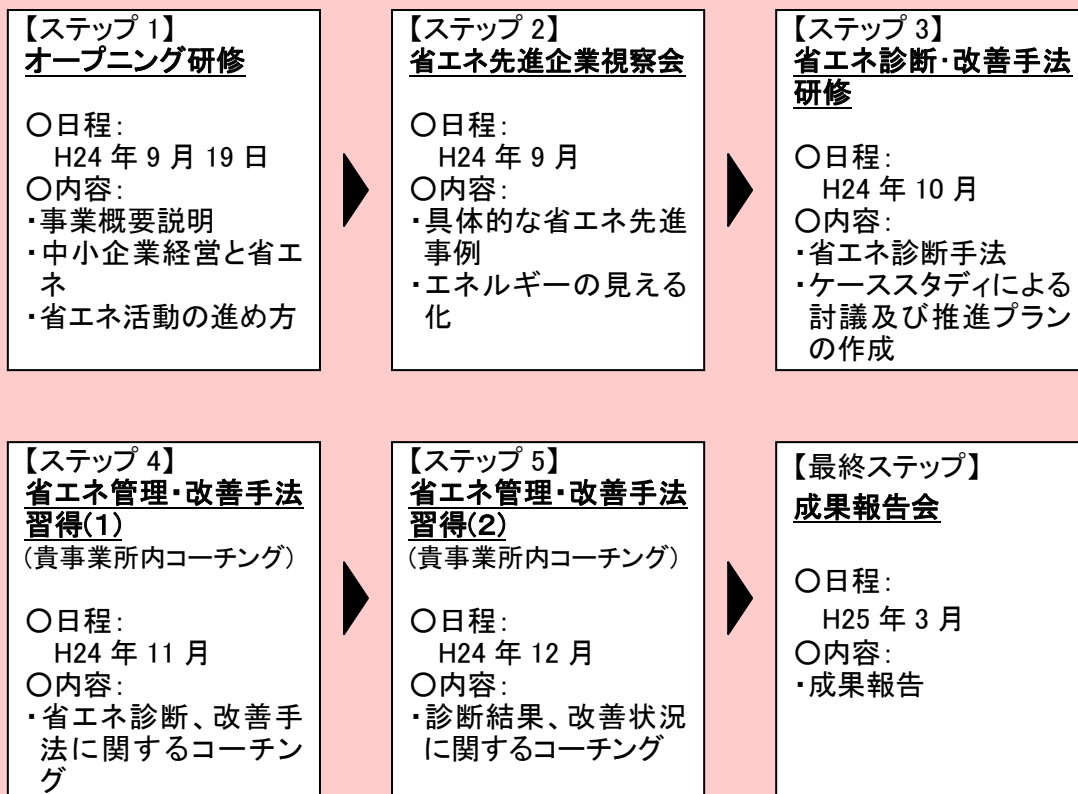 【ステップ 1】
オープニング研修
○日程：
H24 年 9 月 19 日
○内容：
・事業概要説明
・中小企業経営と省エ
ネ
・省エネ活動の進め方
【ステップ 2】
省エネ先進企業視察会
○日程：
H24 年 9 月
○内容：
・具体的な省エネ先進
事例
・エネルギーの見える
化
【ステップ 3】
省エネ診断・改善手法
研修
○日程：
H24 年 10 月
○内容：
・省エネ診断手法
・ケーススタディによる
討議及び推進プラン
の作成
【ステップ 4】
省エネ管理・改善手法
習得(1)
(貴事業所内コーチング)
○日程：
H24 年 11 月
○内容：
・省エネ診断、改善手
法に関するコーチン
グ
【ステップ 5】
省エネ管理・改善手法
習得(2)
(貴事業所内コーチング)
○日程：
H24 年 12 月
○内容：
・診断結果、改善状況
に関するコーチング
【最終ステップ】
成果報告会
○日程：
H25 年 3 月
○内容：
・成果報告